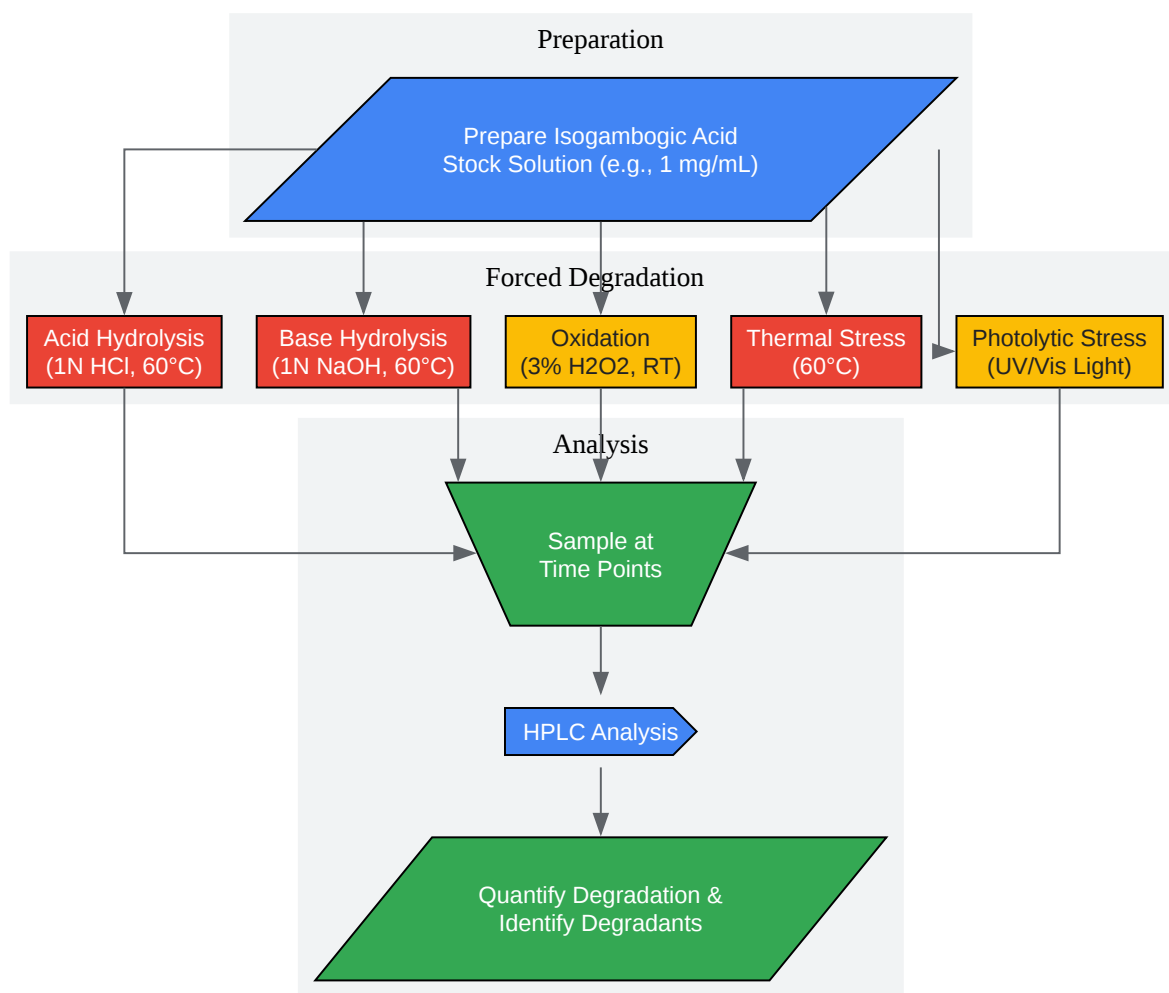 Preparation
Prepare Isogambogic Acid
Stock Solution (e.g., 1 mg/mL)
Forced Degradation
Acid Hydrolysis
(1N HCl, 60°C)
Base Hydrolysis
(1N NaOH, 60°C)
Oxidation
(3% H2O2, RT)
Thermal Stress
(60°C)
Photolytic Stress
(UV/Vis Light)
Analysis
Sample at
Time Points
HPLC Analysis
Quantify Degradation &
Identify Degradants